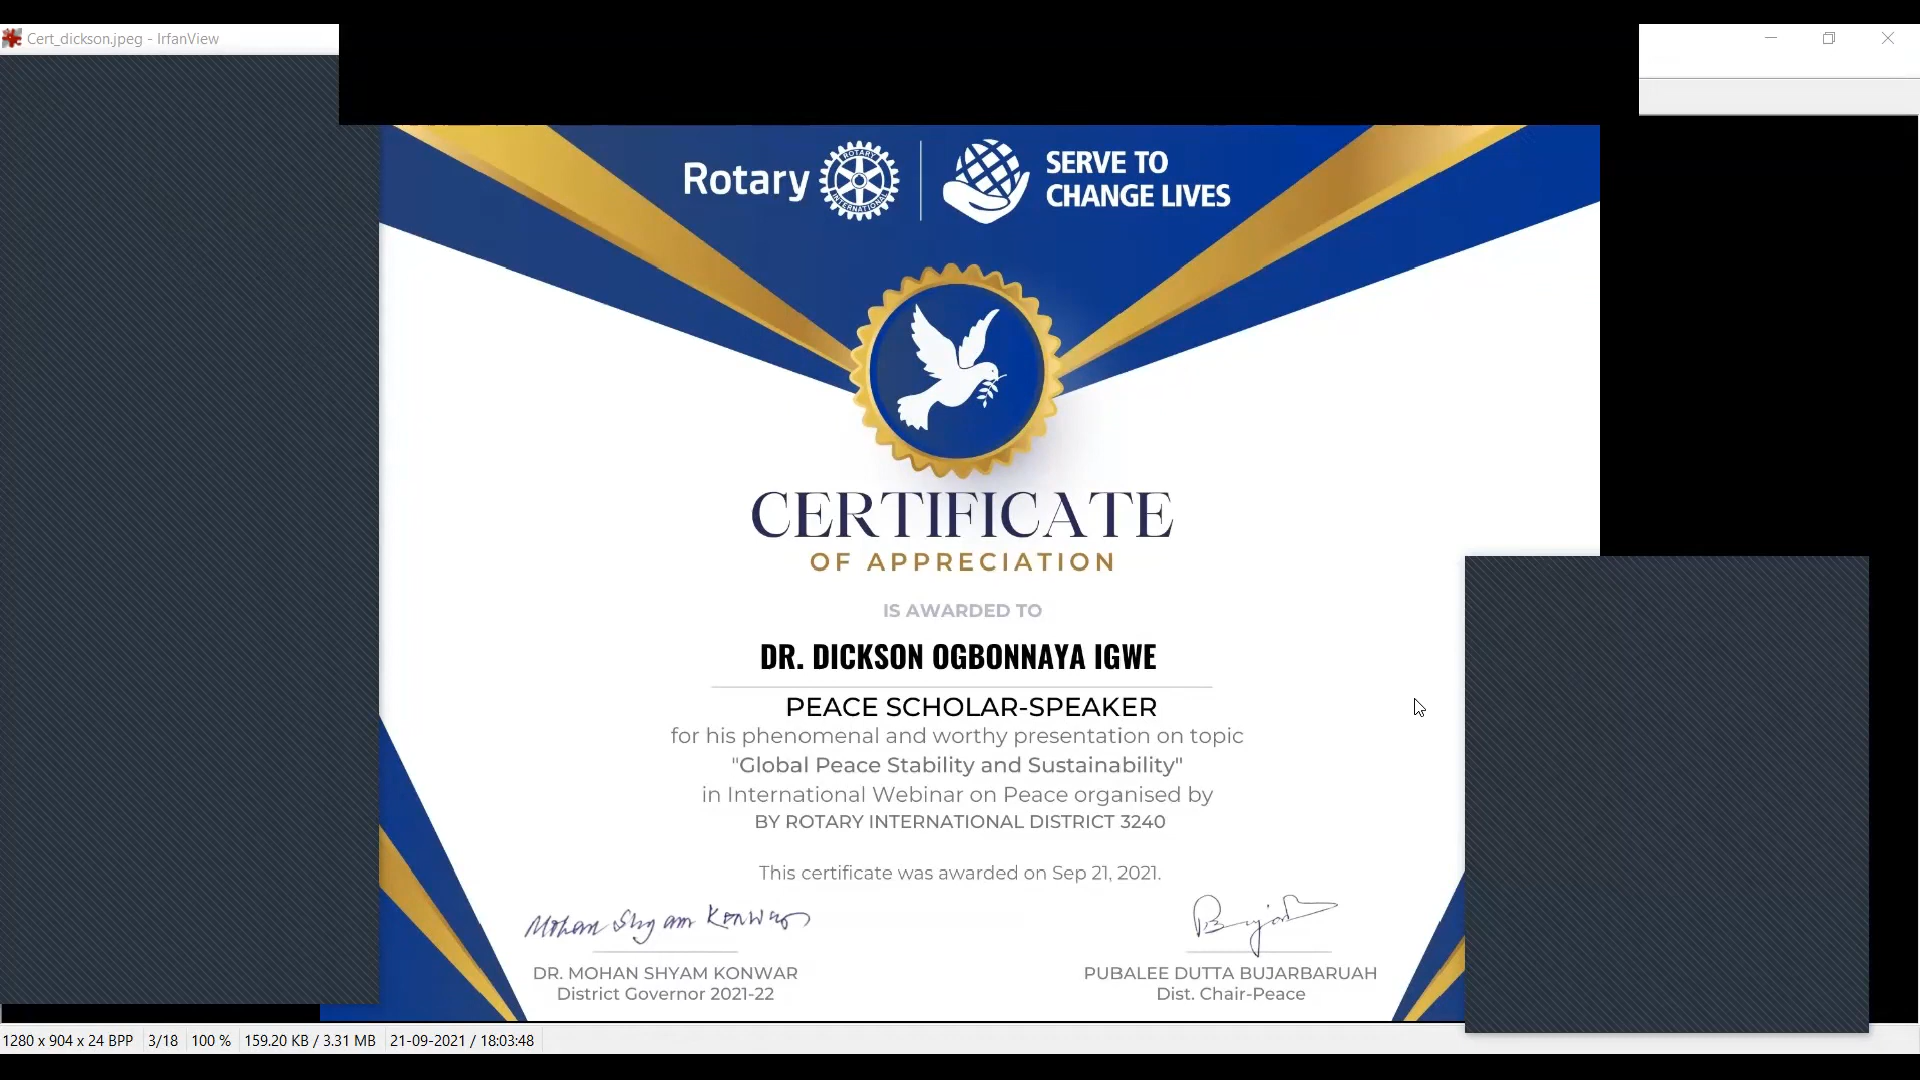 Cert_dickson.jpeg - IrfanView
Rotary
ROTARY
INTERNATIONAL
SERVE TO
CHANGE LIVES
CERTIFICATE
OF APPRECIATION
IS AWARDED TO
DR. DICKSON OGBONNAYA IGWE
PEACE SCHOLAR-SPEAKER
for his phenomenal and worthy presentation on topic
"Global Peace Stability and Sustainability"
in International Webinar on Peace organised by
BY ROTARY INTERNATIONAL DISTRICT 3240
This certificate was awarded on Sep 21, 2021.
Mohan Shyam Konwar
DR. MOHAN SHYAM KONWAR
District Governor 2021-22
PUBALEE DUTTA BUJARBARUAH
Dist. Chair-Peace
1280 x 904 x 24 BPP 3/18 100 % 159.20 KB / 3.31 MB 21-09-2021 / 18:03:48